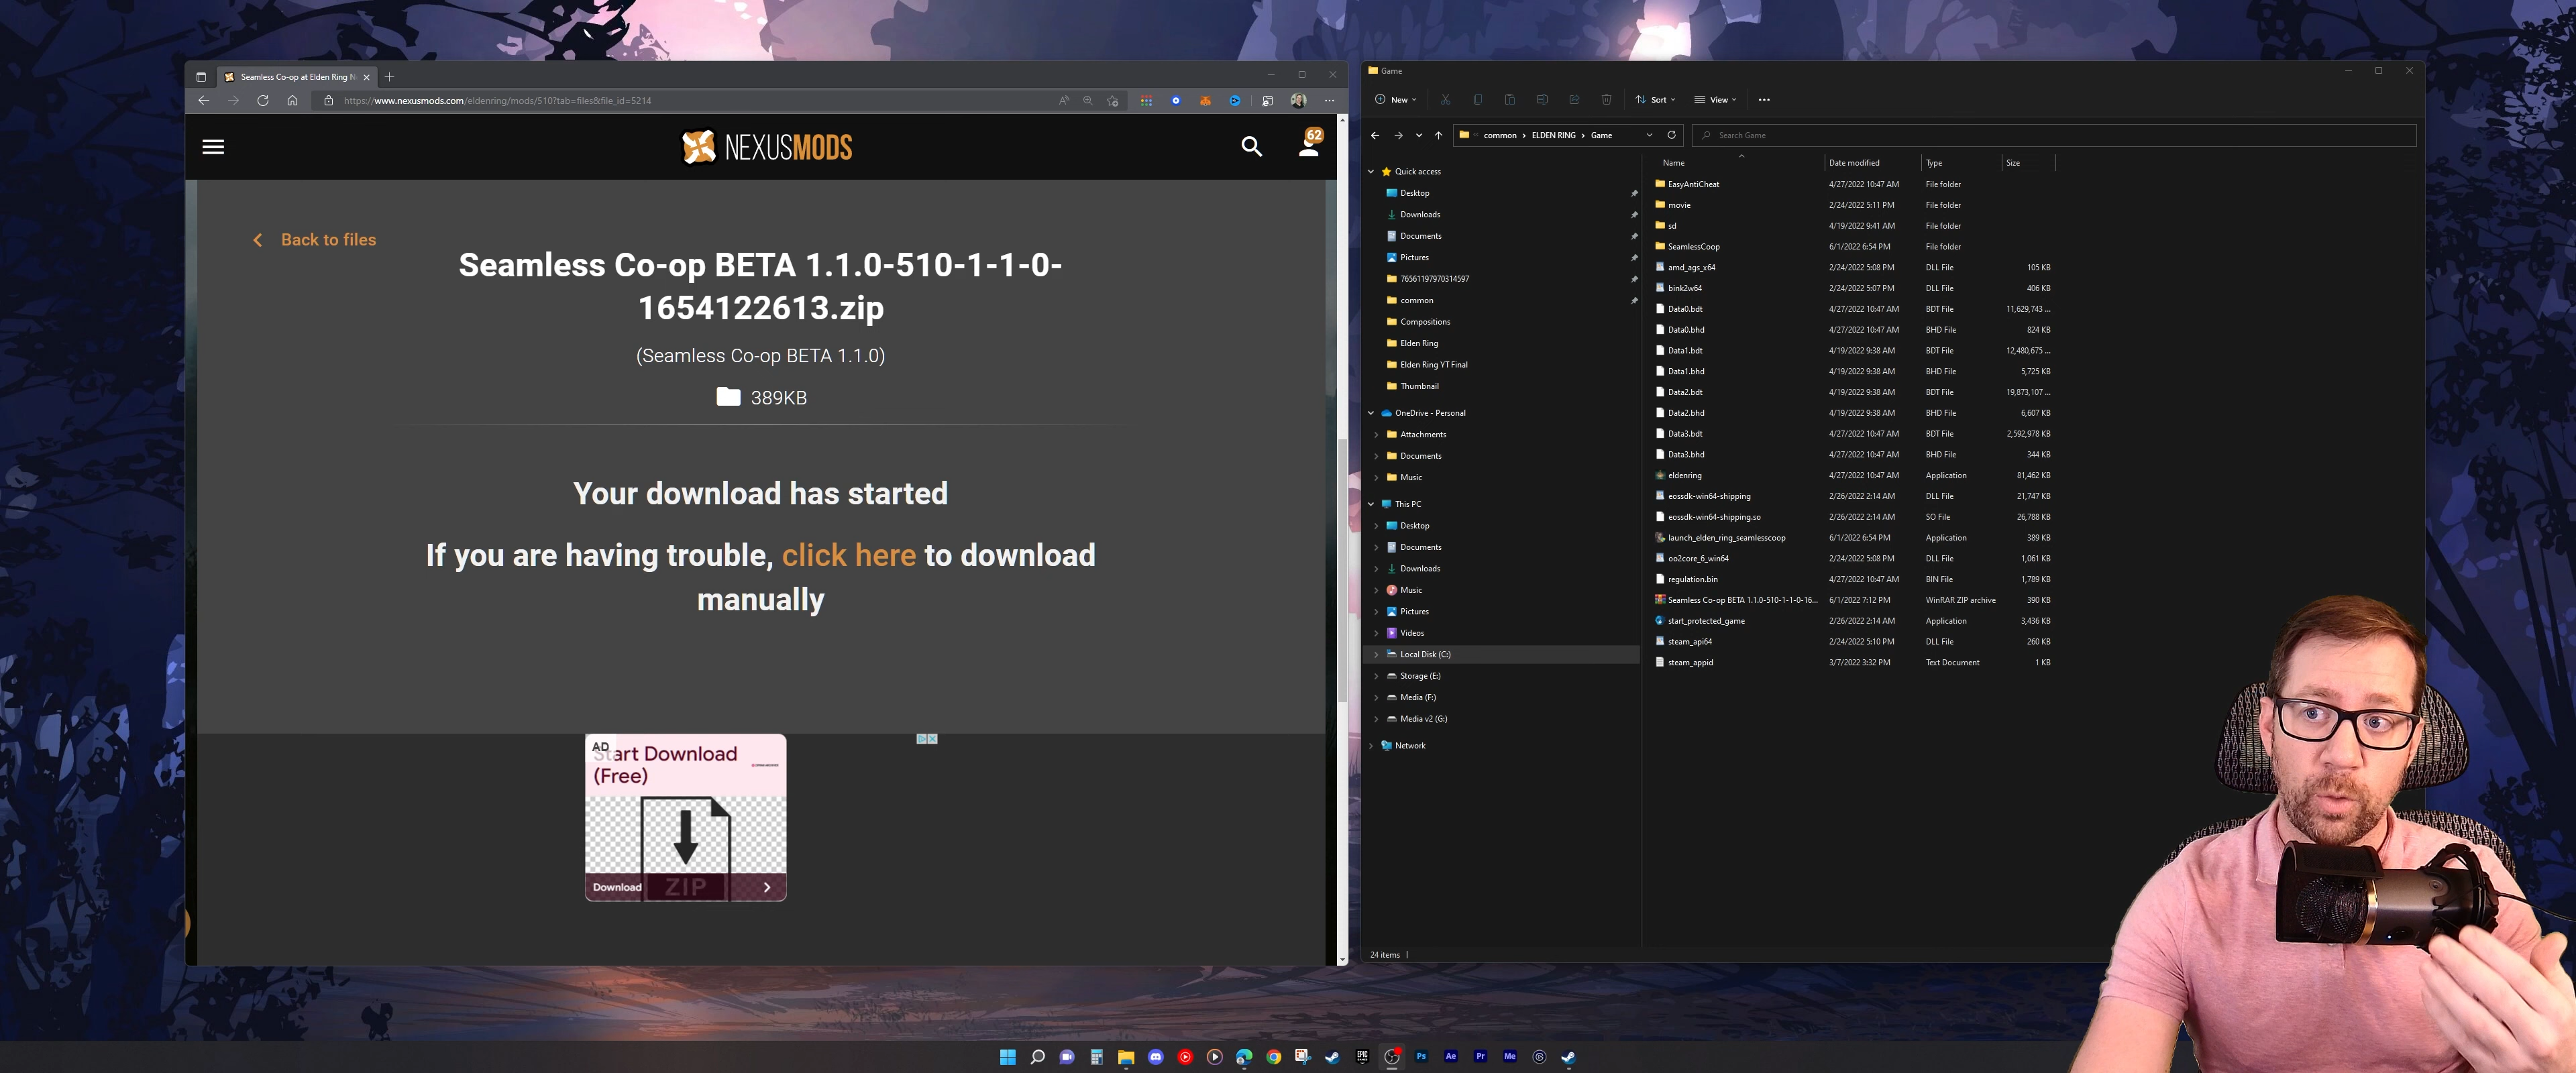 Seamless Co-op at Elden Ring N
https://www.nexusmods.com/eldenring/mods/510?tab=files&file_id=5214
NEXUSMODS
62
Back to files
Seamless Co-op BETA 1.1.0-510-1-1-0-
1654122613.zip
(Seamless Co-op BETA 1.1.0)
389KB
Your download has started
If you are having trouble, click here to download
manually
AD
Start Download
(Free)
ZIP
Download
Game
New
Sort
View
common > ELDEN RING > Game
Search Game
Quick access
Desktop
Downloads
Documents
Pictures
76561197970314597
common
Compositions
Elden Ring
Elden Ring YT Final
Thumbnail
OneDrive - Personal
Attachments
Documents
Music
This PC
Desktop
Documents
Downloads
Music
Pictures
Videos
Local Disk (C:)
Storage (E:)
Media (F:)
Media v2 (G:)
Network
Name Date modified Type Size
EasyAntiCheat 4/27/2022 10:47 AM File folder
movie 2/24/2022 5:11 PM File folder
sd 4/19/2022 9:41 AM File folder
SeamlessCoop 6/1/2022 6:54 PM File folder
amd_ags_x64 2/24/2022 5:08 PM DLL File 105 KB
bink2w64 2/24/2022 5:07 PM DLL File 406 KB
Data0.bdt 4/27/2022 10:47 AM BDT File 11,629,743 ...
Data0.bhd 4/27/2022 10:47 AM BHD File 824 KB
Data1.bdt 4/19/2022 9:38 AM BDT File 12,480,675 ...
Data1.bhd 4/19/2022 9:38 AM BHD File 5,725 KB
Data2.bdt 4/19/2022 9:38 AM BDT File 19,873,107 ...
Data2.bhd 4/19/2022 9:38 AM BHD File 6,607 KB
Data3.bdt 4/27/2022 10:47 AM BDT File 2,592,978 KB
Data3.bhd 4/27/2022 10:47 AM BHD File 344 KB
eldenring 4/27/2022 10:47 AM Application 81,462 KB
eossdk-win64-shipping 2/26/2022 2:14 AM DLL File 21,747 KB
eossdk-win64-shipping.so 2/26/2022 2:14 AM SO File 26,788 KB
launch_elden_ring_seamlesscoop 6/1/2022 6:54 PM Application 389 KB
oo2core_6_win64 2/24/2022 5:08 PM DLL File 1,061 KB
regulation.bin 4/27/2022 10:47 AM BIN File 1,789 KB
Seamless Co-op BETA 1.1.0-510-1-1-0-16... 6/1/2022 7:12 PM WinRAR ZIP archive 390 KB
start_protected_game 2/26/2022 2:14 AM Application 3,436 KB
steam_api64 2/24/2022 5:10 PM DLL File 260 KB
steam_appid 3/7/2022 3:32 PM Text Document 1 KB
24 items
EPIC
Ps
Ae
Pr
Me